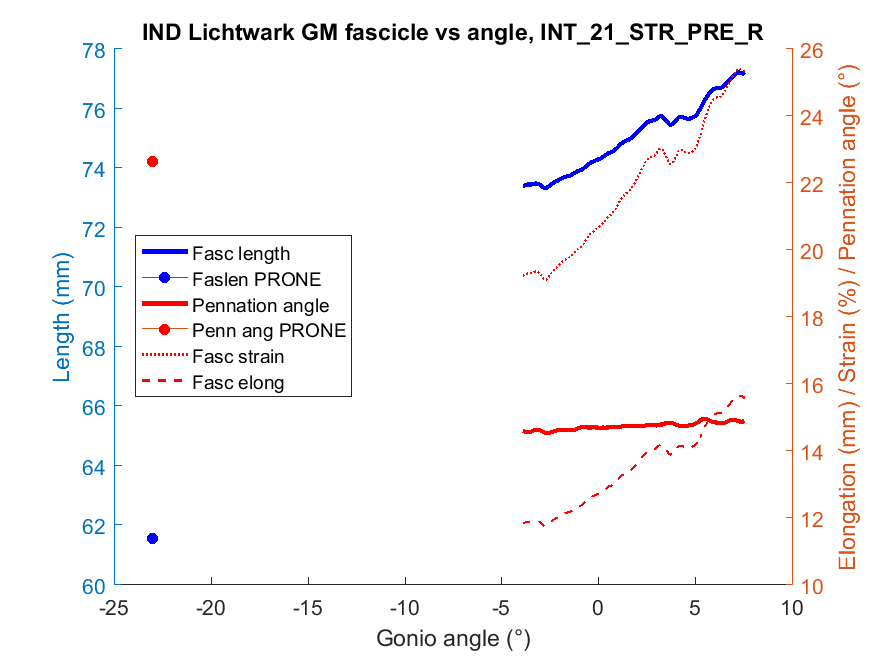 IND Lichtwark GM fascicle vs angle, INT_21_STR_PRE_R
78
76
74
72
70
68
66
64
62
60
Length (mm)
Fasc length
Faslen PRONE
Pennation angle
Penn ang PRONE
Fasc strain
Fasc elong
26
24
22
20
18
16
14
12
10
Elongation (mm) / Strain (%) / Pennation angle (°)
-25 -20 -15 -10 -5 0 5 10
Gonio angle (°)